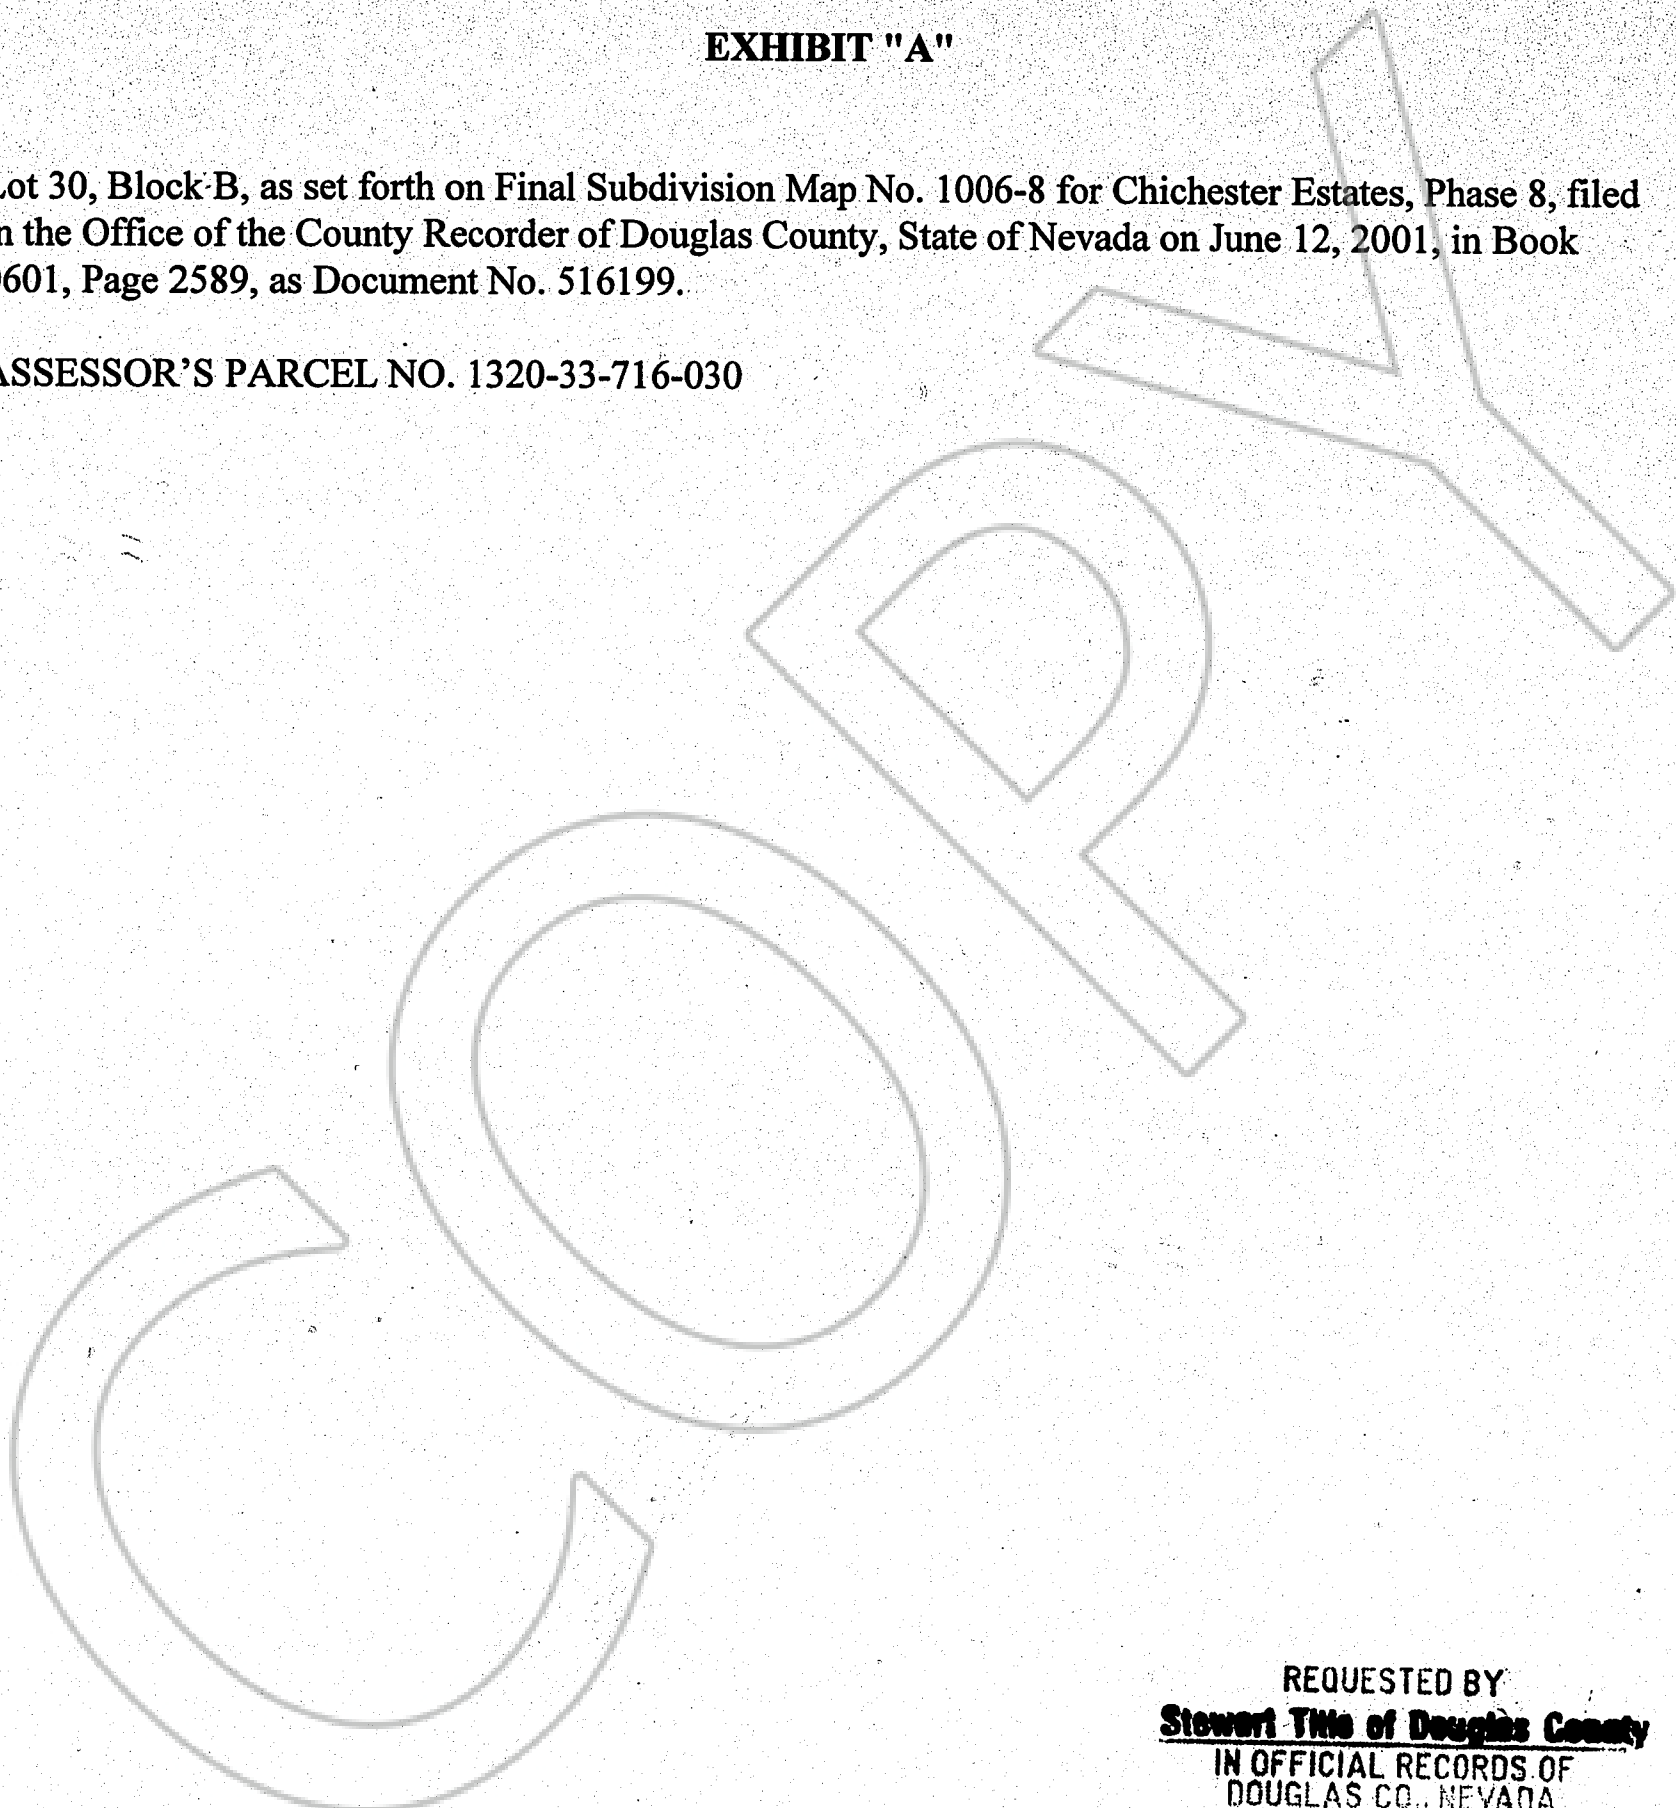 EXHIBIT "A"
Lot 30, Block B, as set forth on Final Subdivision Map No. 1006-8 for Chichester Estates, Phase 8, filed
n the Office of the County Recorder of Douglas County, State of Nevada on June 12, 2001, in Book
601, Page 2589, as Document No. 516199.
ASSESSOR'S PARCEL NO. 1320-33-716-030
COPY
REQUESTED BY
Stewart Title of Douglas County
IN OFFICIAL RECORDS OF
DOUGLAS CO., NEVADA